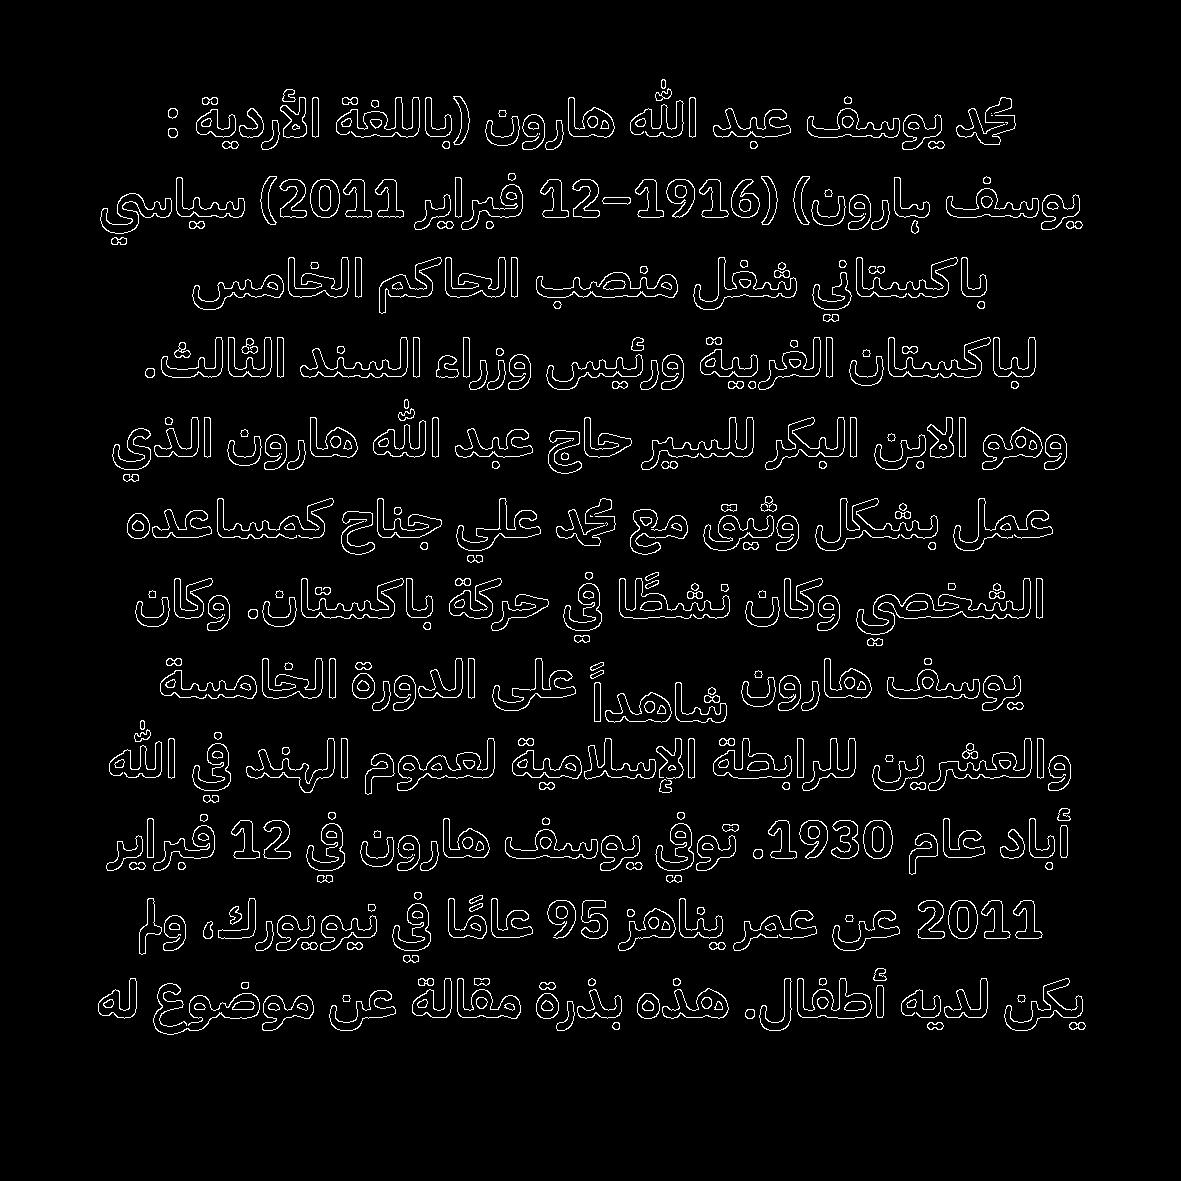 محمد يوسف عبد الله هارون (باللغة الأردية :
يوسف ہارون) (1916–12 فبراير 2011) سياسي
باكستاني شغل منصب الحاكم الخامس
لباكستان الغربية ورئيس وزراء السند الثالث.
وهو الابن البكر للسير حاج عبد الله هارون الذي
عمل بشكل وثيق مع محمد علي جناح كمساعده
الشخصي وكان نشطًا في حركة باكستان. وكان
يوسف هارون شاهداً على الدورة الخامسة
والعشرين للرابطة الإسلامية لعموم الهند في الله
أباد عام 1930. توفي يوسف هارون في 12 فبراير
2011 عن عمر يناهز 95 عامًا في نيويورك، ولم
يكن لديه أطفال. هذه بذرة مقالة عن موضوع له